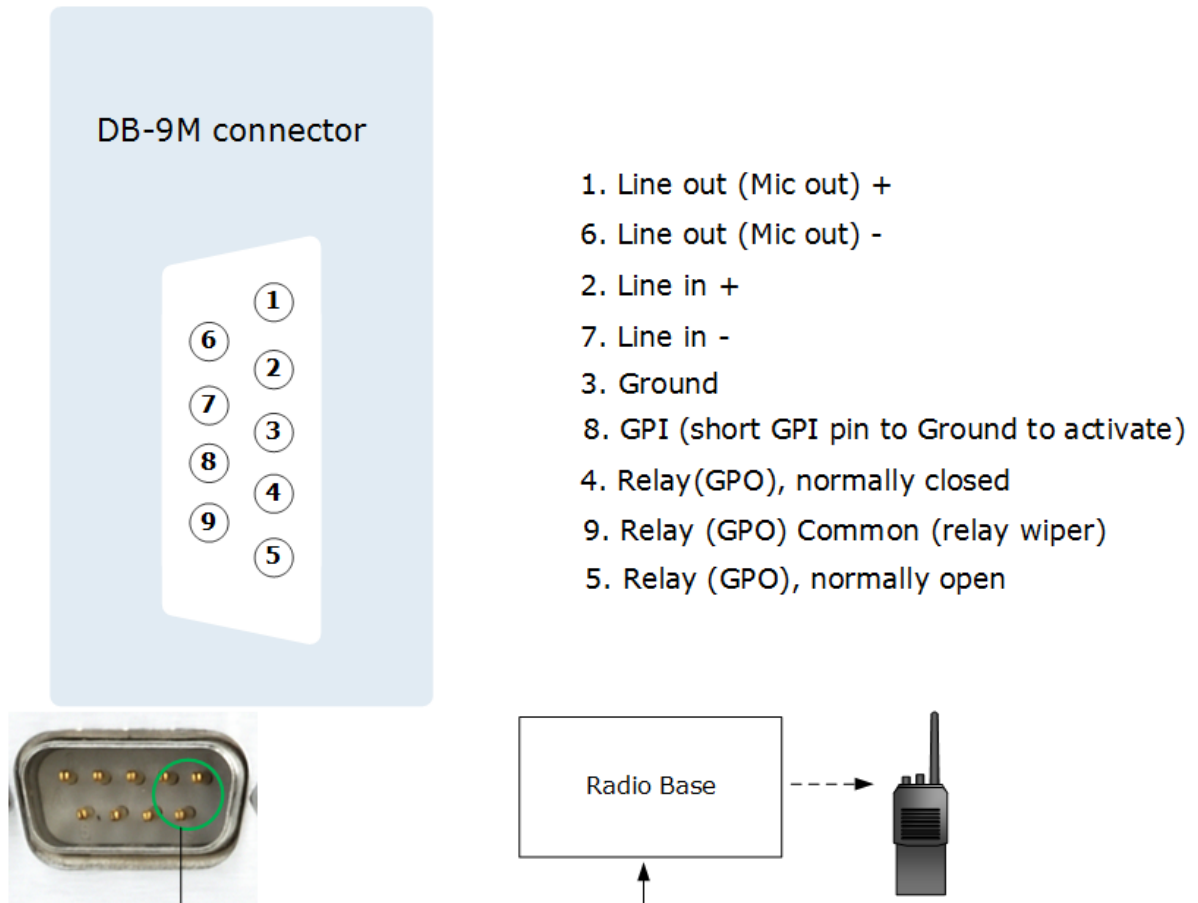 DB-9M connector
1
6
2
7
3
8
4
9
5
1. Line out (Mic out) +
6. Line out (Mic out) -
2. Line in +
7. Line in -
3. Ground
8. GPI (short GPI pin to Ground to activate)
4. Relay(GPO), normally closed
9. Relay (GPO) Common (relay wiper)
5. Relay (GPO), normally open
Radio Base